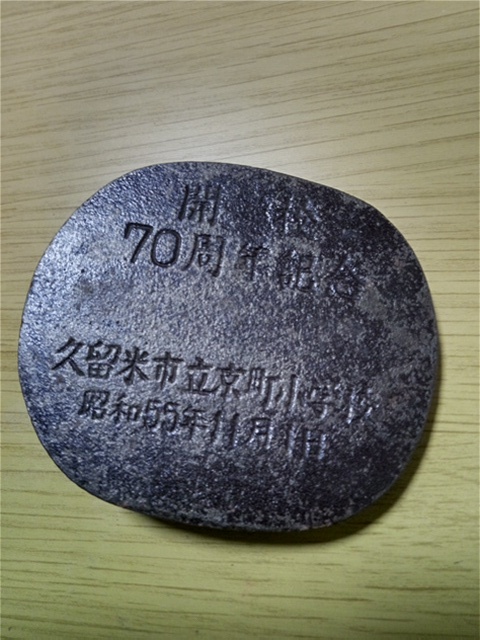 開校
70周年記念
久留米市立京町小学校
昭和55年11月1日